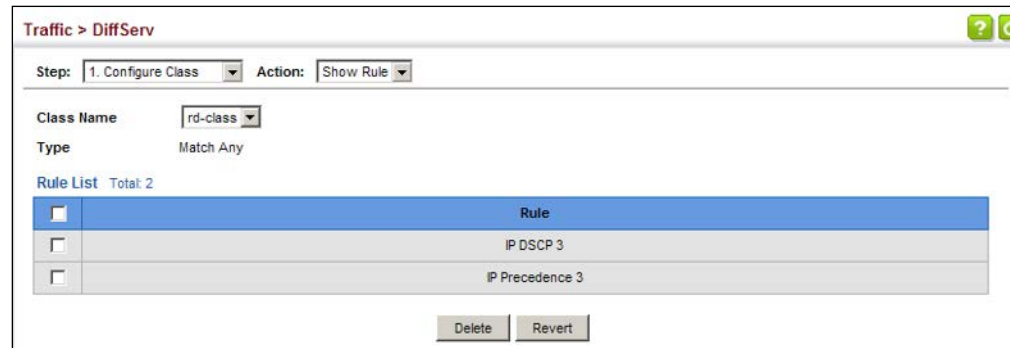 Traffic > DiffServ
?
Step: 1. Configure Class Action: Show Rule
Class Name rd-class
Type Match Any
Rule List Total: 2
Rule
IP DSCP 3
IP Precedence 3
Delete Revert